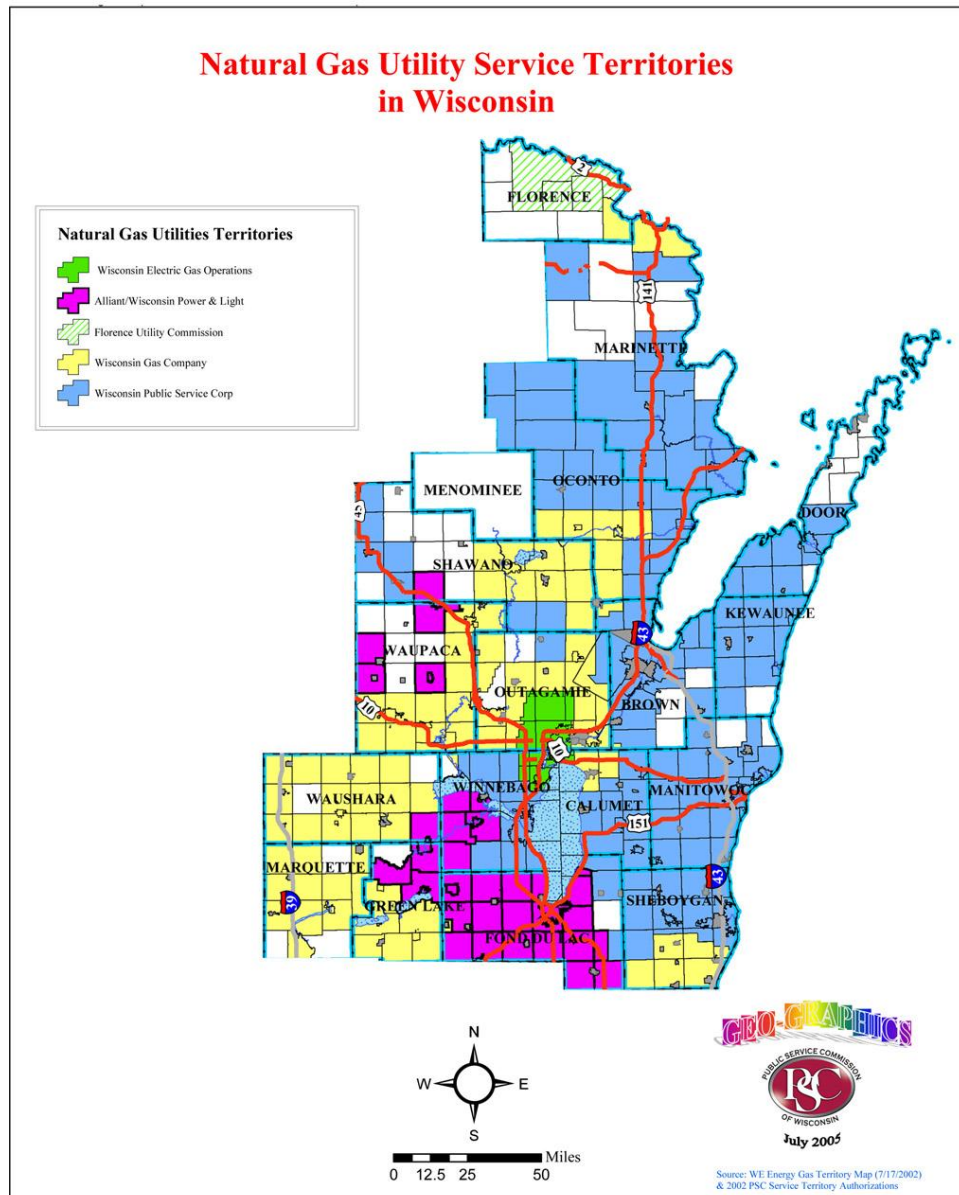 Natural Gas Utility Service Territories
in Wisconsin
Natural Gas Utilities Territories
Wisconsin Electric Gas Operations
Alliant/Wisconsin Power & Light
Florence Utility Commission
Wisconsin Gas Company
Wisconsin Public Service Corp
2
FLORENCE
141
MARINETTE
MENOMINEE
OCONTO
45
DOOR
SHAWANO
KEWAUNEE
43
WAUPACA
OUTAGAMIE
BROWN
10
10
WINNEBAGO
WAUSHARA
CALUMET
MANITOWOC
151
MARQUETTE
43
39
GREEN LAKE
SHEBOYGAN
FOND DU LAC
N
W
E
S
Miles
0 12.5 25 50
GEO-GRAPHICS
PUBLIC SERVICE COMMISSION
PSC
OF WISCONSIN
July 2005
Source: WE Energy Gas Territory Map (7/17/2002)
& 2002 PSC Service Territory Authorizations